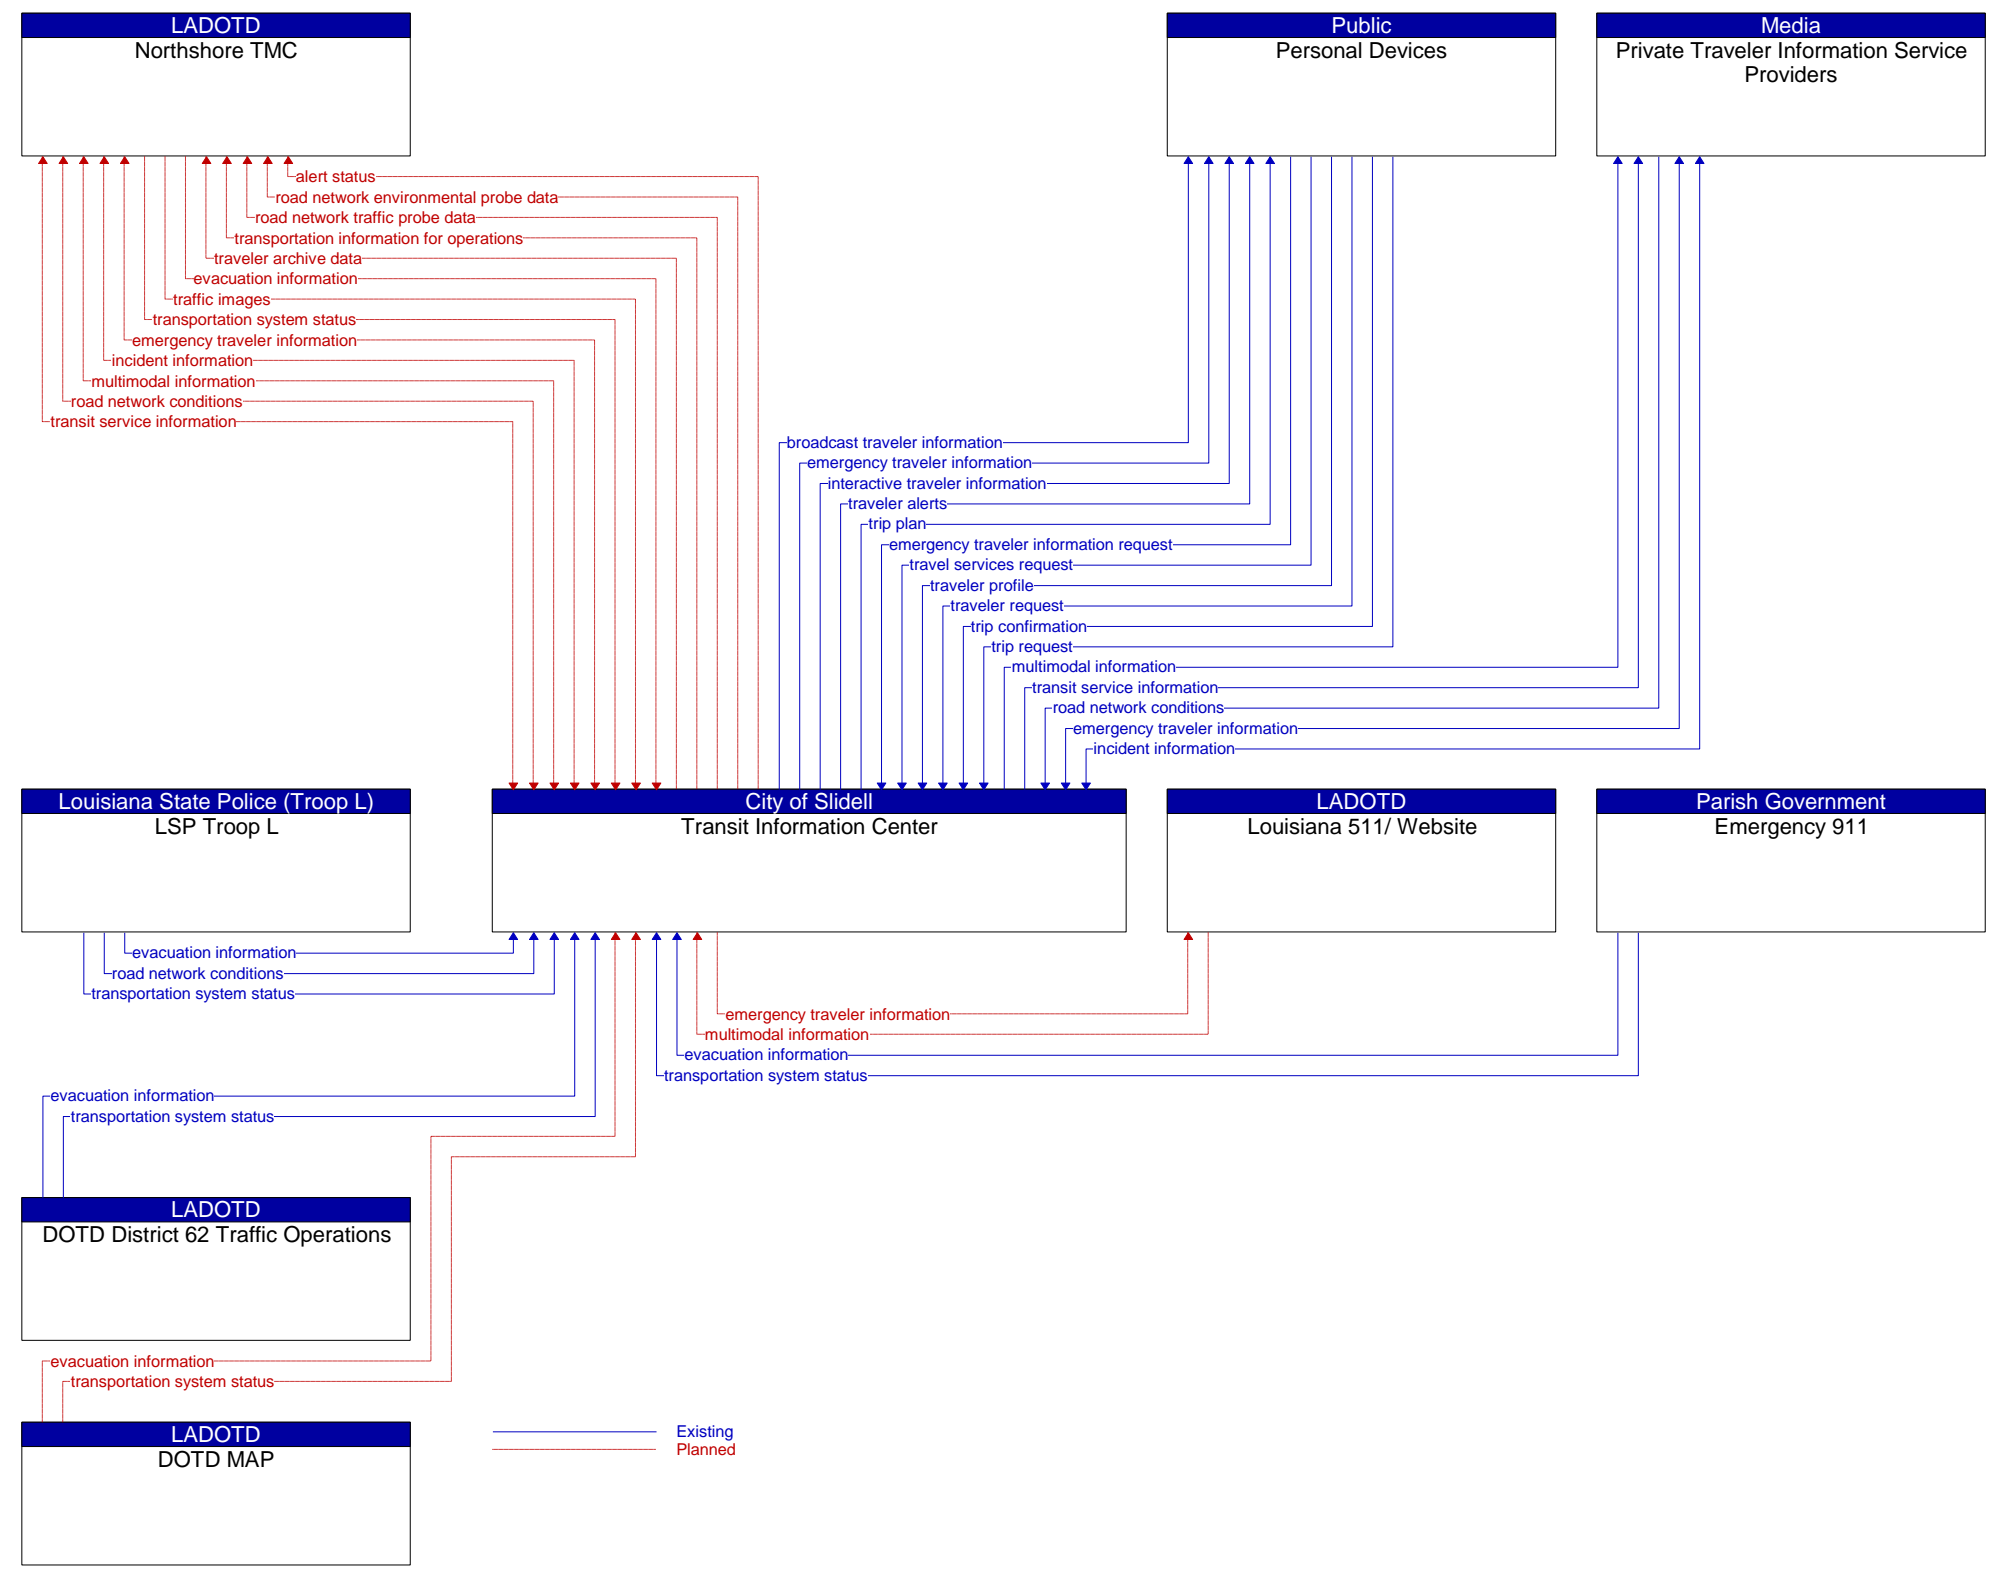 LADOTD
Northshore TMC
Public
Personal Devices
Media
Private Traveler Information Service
Providers
alert status
road network environmental probe data
road network traffic probe data
transportation information for operations
traveler archive data
evacuation information
traffic images
transportation system status
emergency traveler information
incident information
multimodal information
road network conditions
transit service information
broadcast traveler information
emergency traveler information
interactive traveler information
traveler alerts
trip plan
emergency traveler information request
travel services request
traveler profile
traveler request
trip confirmation
trip request
multimodal information
transit service information
road network conditions
emergency traveler information
incident information
Louisiana State Police (Troop L)
LSP Troop L
City of Slidell
Transit Information Center
LADOTD
Louisiana 511/ Website
Parish Government
Emergency 911
evacuation information
road network conditions
transportation system status
emergency traveler information
multimodal information
evacuation information
transportation system status
evacuation information
transportation system status
LADOTD
DOTD District 62 Traffic Operations
evacuation information
transportation system status
LADOTD
DOTD MAP
Existing
Planned